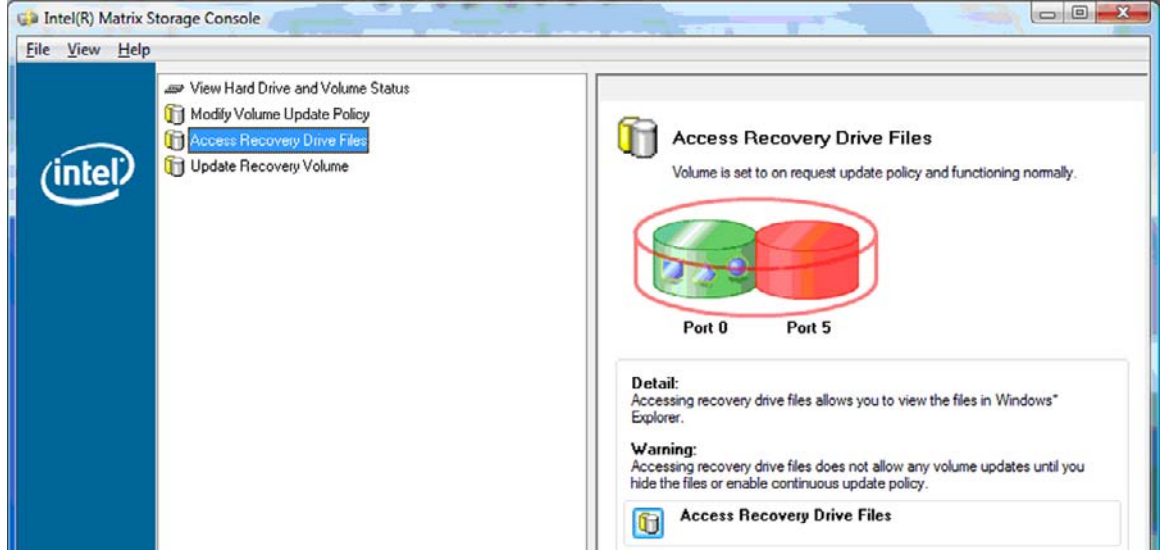 Intel(R) Matrix Storage Console
File View Help
intel
View Hard Drive and Volume Status
Modify Volume Update Policy
Access Recovery Drive Files
Update Recovery Volume
Access Recovery Drive Files
Volume is set to on request update policy and functioning normally.
Port 0 Port 5
Detail:
Accessing recovery drive files allows you to view the files in Windows*
Explorer.
Warning:
Accessing recovery drive files does not allow any volume updates until you
hide the files or enable continuous update policy.
Access Recovery Drive Files